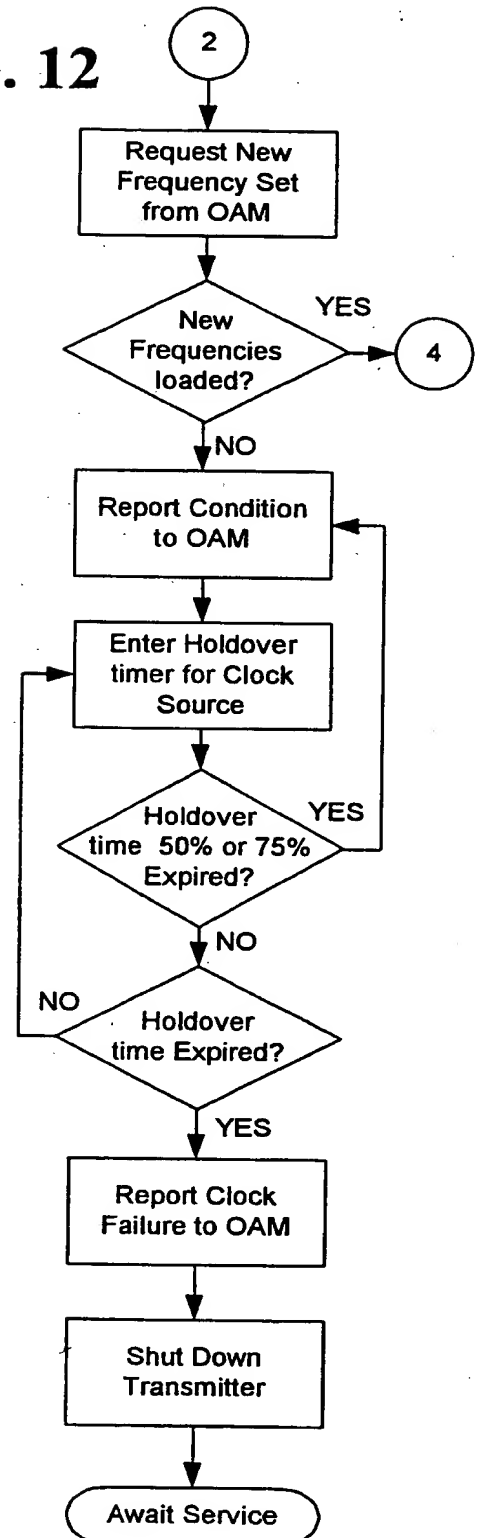 . 12
2
Request New
Frequency Set
from OAM
YES
New
Frequencies
loaded?
4
NO
Report Condition
to OAM
Enter Holdover
timer for Clock
Source
YES
Holdover
time 50% or 75%
Expired?
NO
NO
Holdover
time Expired?
YES
Report Clock
Failure to OAM
Shut Down
Transmitter
Await Service